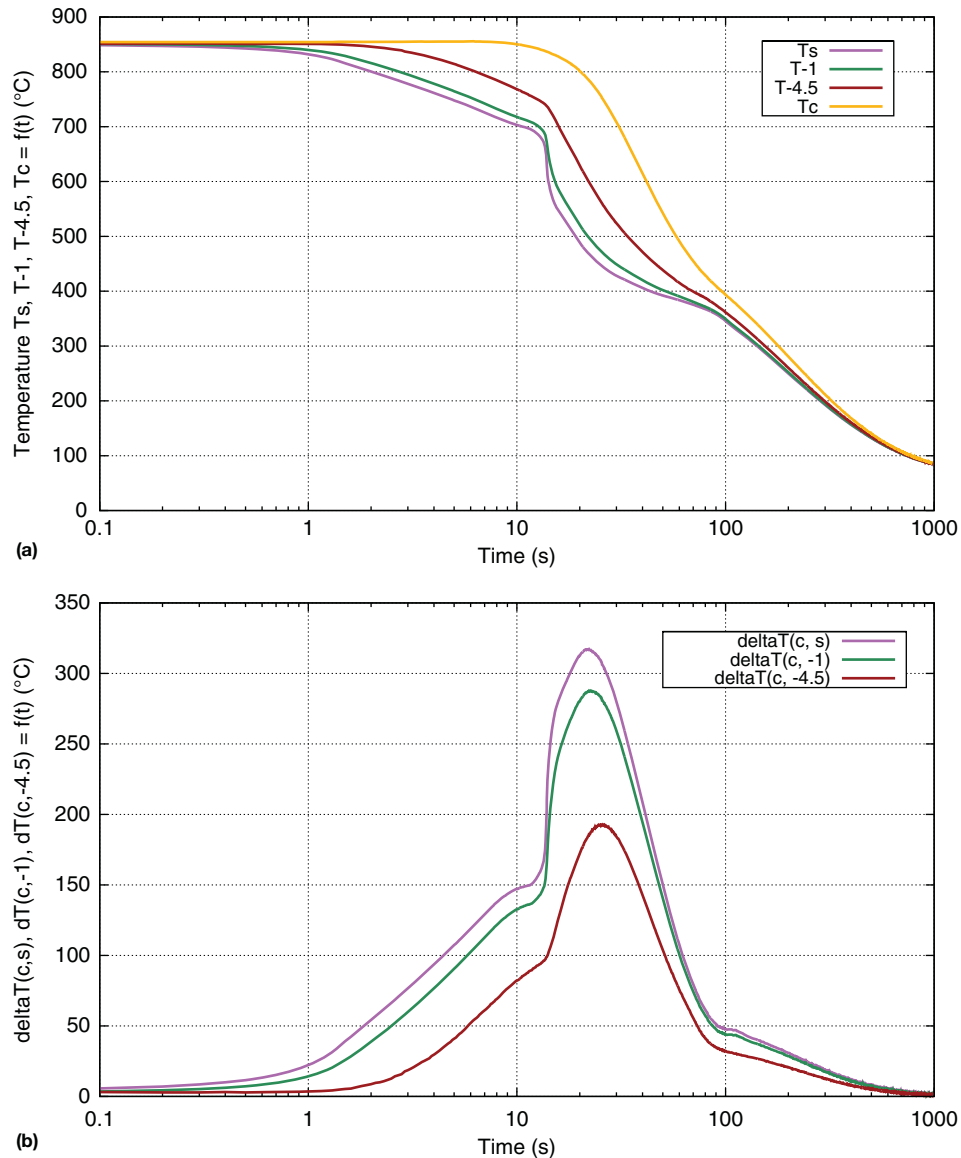 Temperature Ts, T-1, T-4.5, Tc = f(t) (°C)
900
800
700
600
500
400
300
200
100
0
Ts
T-1
T-4.5
Tc
0.1
1
10
100
1000
(a)
Time (s)
deltaT(c,s), dT(c,-1), dT(c,-4.5) = f(t) (°C)
350
300
250
200
150
100
50
0
deltaT(c, s)
deltaT(c, -1)
deltaT(c, -4.5)
0.1
1
10
100
1000
(b)
Time (s)